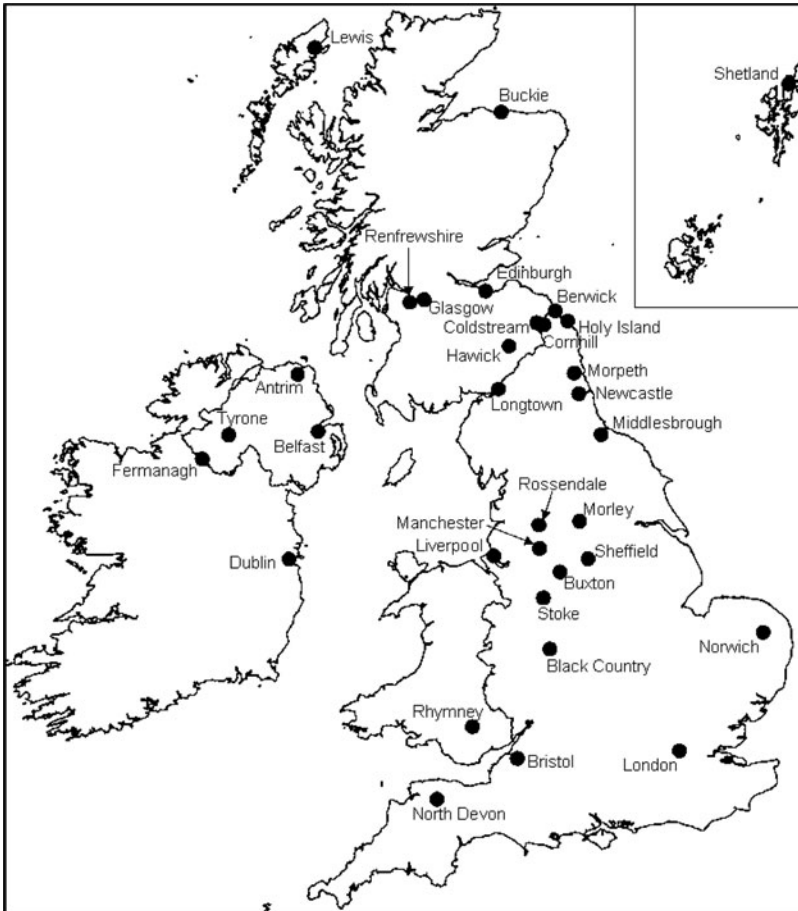 Lewis
Shetland
Buckie
Renfrewshire
Edinburgh
Berwick
Glasgow
Coldstream
Holy Island
Cornhill
Hawick
Morpeth
Antrim
Longtown
Newcastle
Tyrone
Middlesbrough
Belfast
Fermanagh
Rossendale
Morley
Manchester
Liverpool
Dublin
Sheffield
Buxton
Stoke
Norwich
Black Country
Rhymney
Bristol
London
North Devon